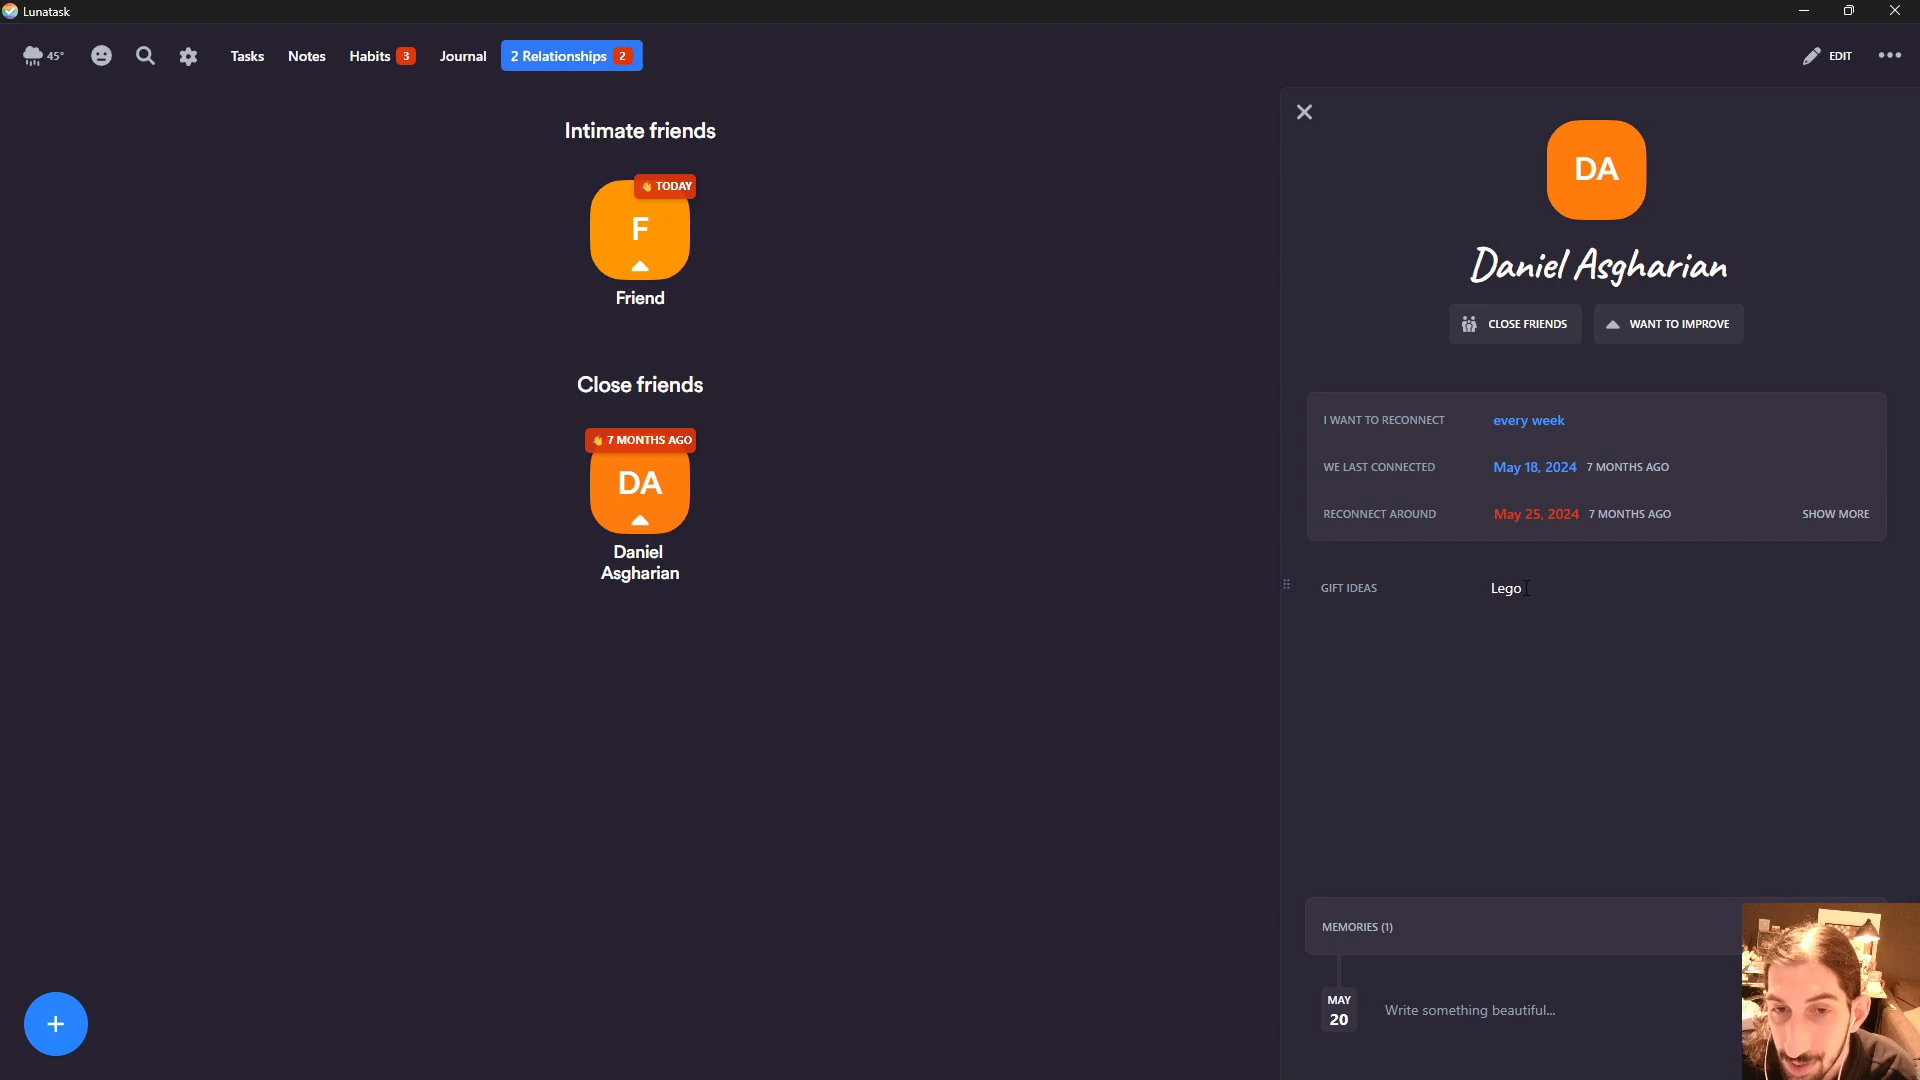 Lunatask
45°
Tasks
Notes
Habits 3
Journal
2 Relationships 2
EDIT
Intimate friends
TODAY
F
Friend
Close friends
7 MONTHS AGO
DA
Daniel
Asgharian
DA
Daniel Asgharian
CLOSE FRIENDS
WANT TO IMPROVE
I WANT TO RECONNECT every week
WE LAST CONNECTED May 18, 2024 7 MONTHS AGO
RECONNECT AROUND May 25, 2024 7 MONTHS AGO SHOW MORE
GIFT IDEAS Lego
MEMORIES (1)
MAY
20
Write something beautiful...